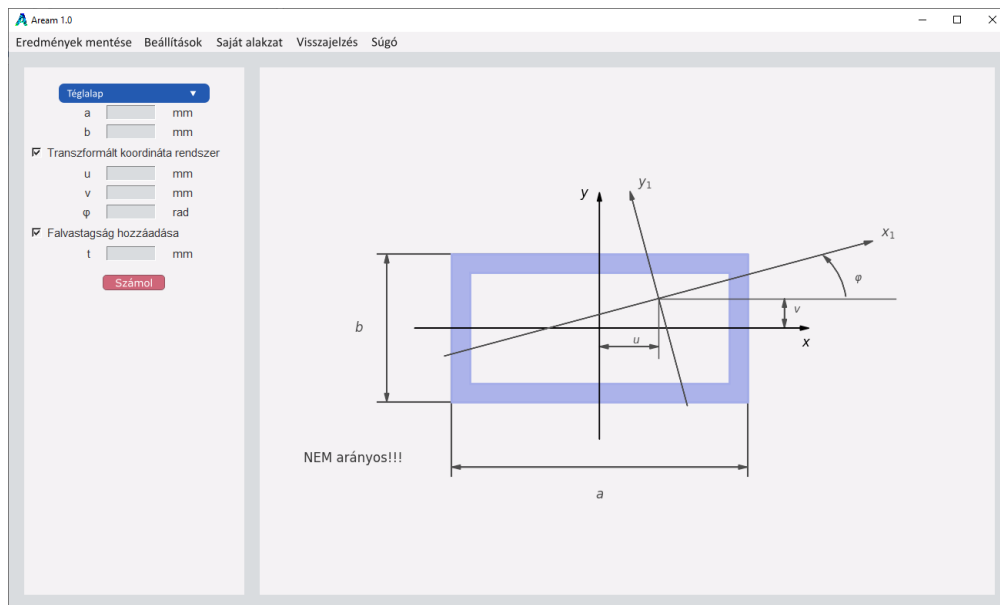 Aream 1.0
Eredmények mentése Beállítások Saját alakzat Visszajelzés Súgó
Téglalap
a mm
b mm
Transzformált koordináta rendszer
u mm
v mm
φ rad
Falvastagság hozzáadása
t mm
Számol
y
y1
x1
φ
v
b
u
x
NEM arányos!!!
a